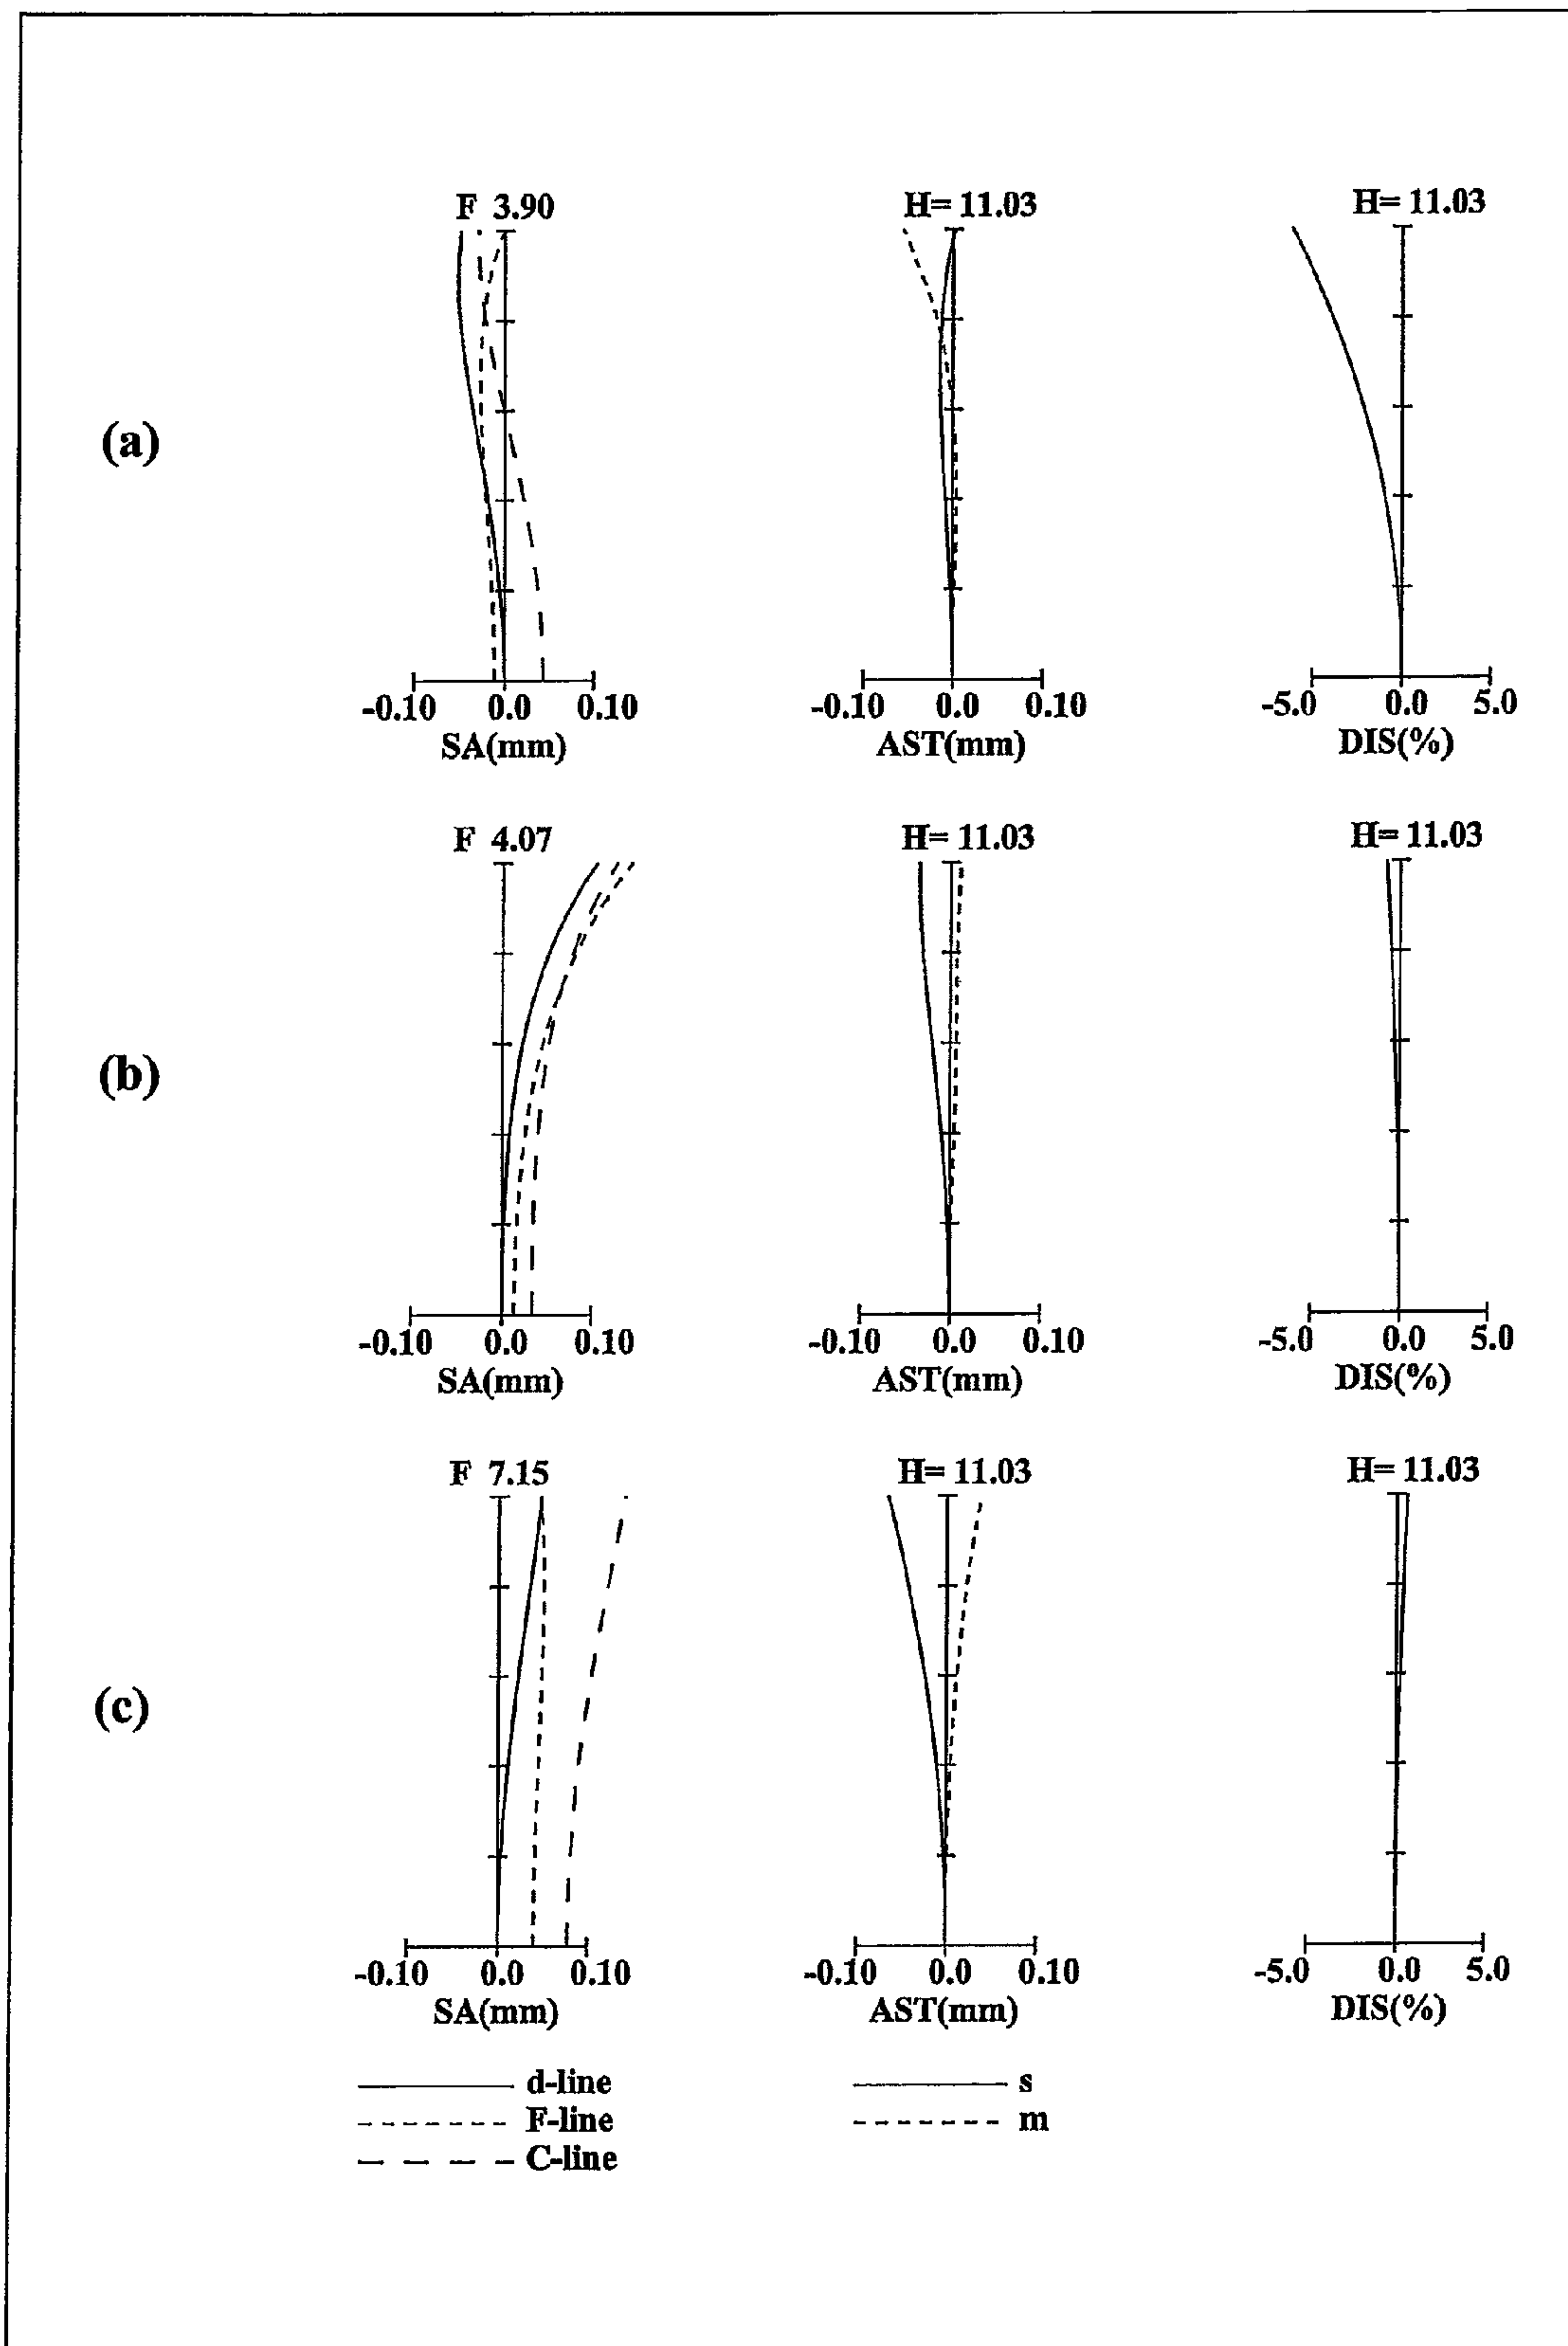 F 3.90
H= 11.03
H= 11.03
(a)
-0.10 0.0 0.10
SA(mm)
-0.10 0.0 0.10
AST(mm)
-5.0 0.0 5.0
DIS(%)
F 4.07
H= 11.03
H= 11.03
(b)
-0.10 0.0 0.10
SA(mm)
-0.10 0.0 0.10
AST(mm)
-5.0 0.0 5.0
DIS(%)
F 7.15
H= 11.03
H= 11.03
(c)
-0.10 0.0 0.10
SA(mm)
-0.10 0.0 0.10
AST(mm)
-5.0 0.0 5.0
DIS(%)
d-line
F-line
C-line
s
m